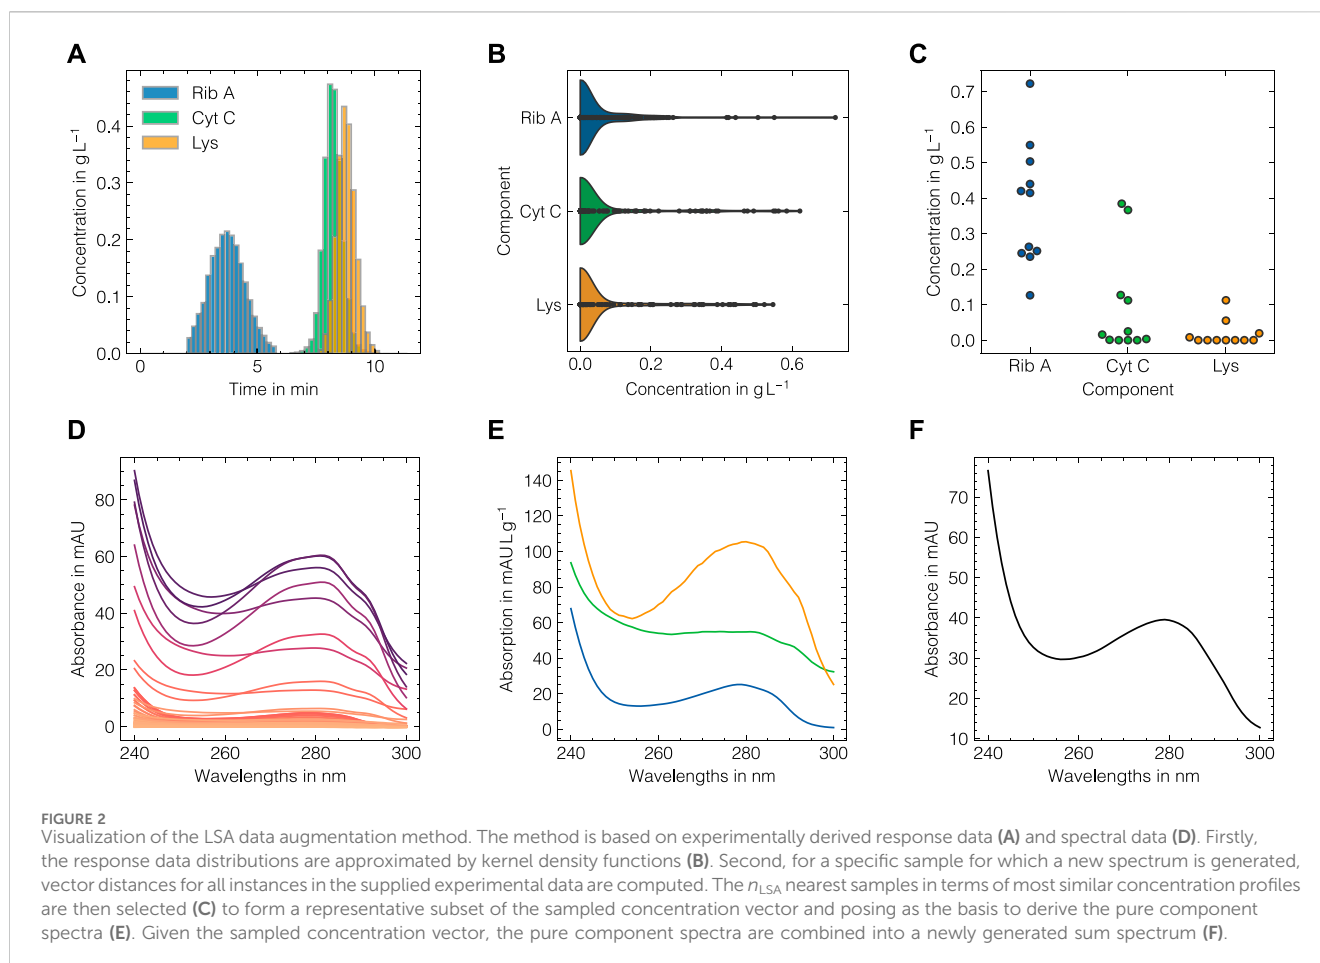 A
Rib A
Cyt C
Lys
Concentration in g L⁻¹
0.4
0.3
0.2
0.1
0.0
0
5
10
Time in min
B
Component
Rib A
Cyt C
Lys
0.0
0.2
0.4
0.6
Concentration in g L⁻¹
C
Concentration in g L⁻¹
0.7
0.6
0.5
0.4
0.3
0.2
0.1
0.0
Rib A
Cyt C
Lys
Component
D
Absorbance in mAU
80
60
40
20
0
240
260
280
300
Wavelengths in nm
E
Absorption in mAU L g⁻¹
140
120
100
80
60
40
20
0
240
260
280
300
Wavelengths in nm
F
Absorbance in mAU
70
60
50
40
30
20
10
240
260
280
300
Wavelengths in nm
FIGURE 2
Visualization of the LSA data augmentation method. The method is based on experimentally derived response data (A) and spectral data (D). Firstly,
the response data distributions are approximated by kernel density functions (B). Second, for a specific sample for which a new spectrum is generated,
vector distances for all instances in the supplied experimental data are computed. The n_LSA nearest samples in terms of most similar concentration profiles
are then selected (C) to form a representative subset of the sampled concentration vector and posing as the basis to derive the pure component
spectra (E). Given the sampled concentration vector, the pure component spectra are combined into a newly generated sum spectrum (F).